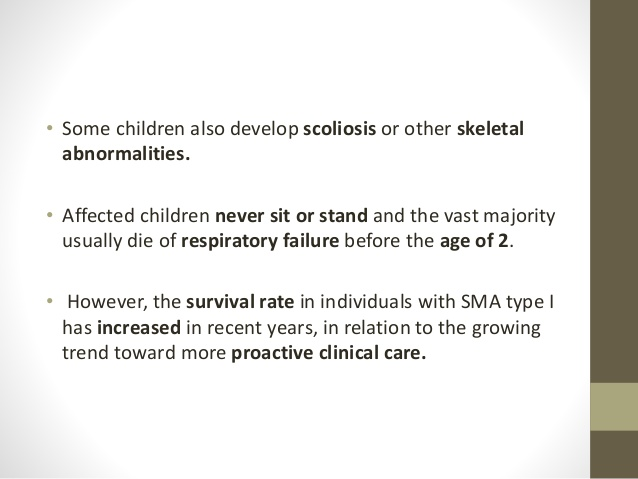 • Some children also develop scoliosis or other skeletal
abnormalities.
• Affected children never sit or stand and the vast majority
usually die of respiratory failure before the age of 2.
• However, the survival rate in individuals with SMA type I
has increased in recent years, in relation to the growing
trend toward more proactive clinical care.